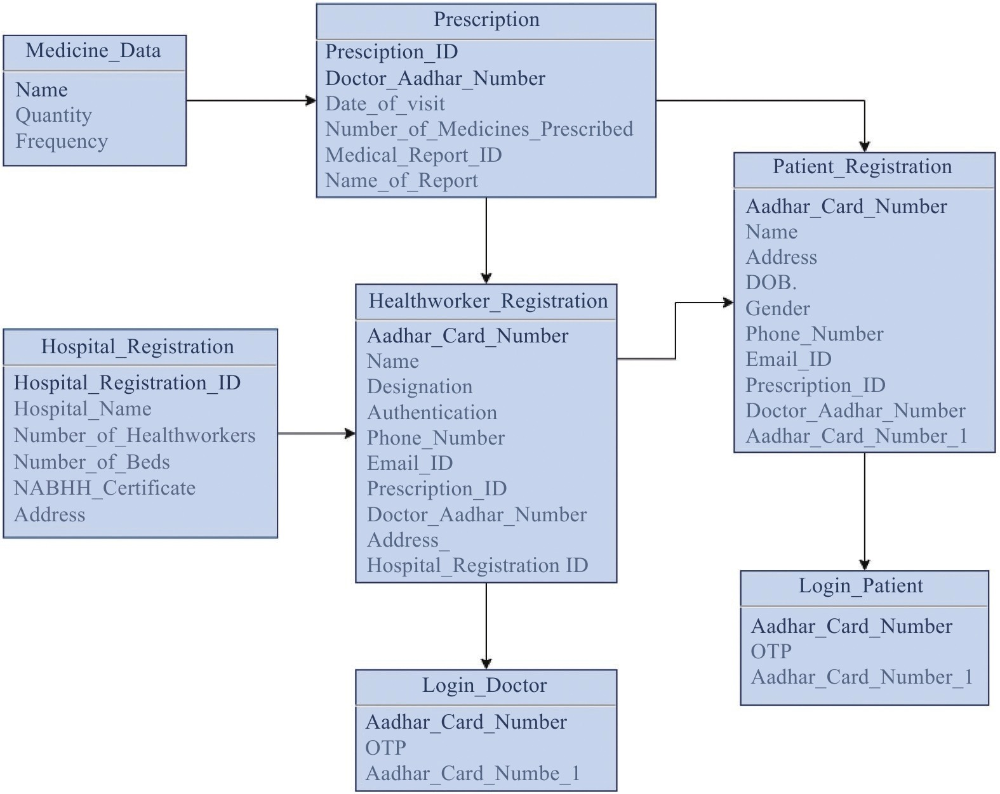 Medicine_Data
Name
Quantity
Frequency
Prescription
Presciption_ID
Doctor_Aadhar_Number
Date_of_visit
Number_of_Medicines_Prescribed
Medical_Report_ID
Name_of_Report
Patient_Registration
Aadhar_Card_Number
Name
Address
DOB.
Gender
Phone_Number
Email_ID
Prescription_ID
Doctor_Aadhar_Number
Aadhar_Card_Number_1
Hospital_Registration
Hospital_Registration_ID
Hospital_Name
Number_of_Healthworkers
Number_of_Beds
NABHH_Certificate
Address
Healthworker_Registration
Aadhar_Card_Number
Name
Designation
Authentication
Phone_Number
Email_ID
Prescription_ID
Doctor_Aadhar_Number
Address_
Hospital_Registration ID
Login_Patient
Aadhar_Card_Number
OTP
Aadhar_Card_Number_1
Login_Doctor
Aadhar_Card_Number
OTP
Aadhar_Card_Numbe_1